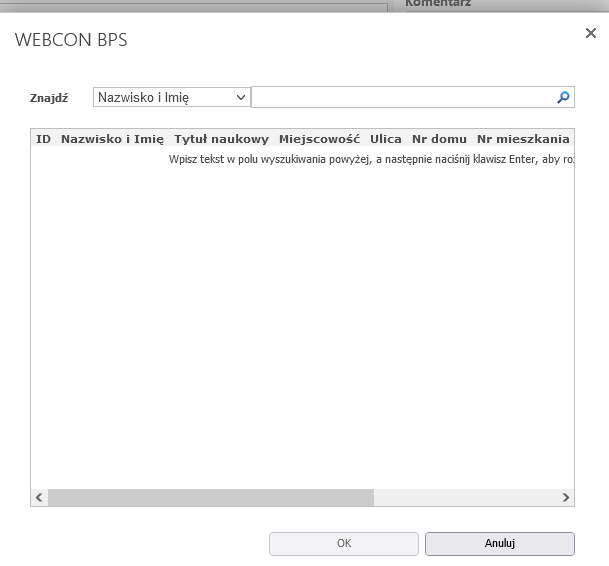 Komentarz
WEBCON BPS
Znajdź Nazwisko i Imię
ID Nazwisko i Imię Tytuł naukowy Miejscowość Ulica Nr domu Nr mieszkania
Wpisz tekst w polu wyszukiwania powyżej, a następnie naciśnij klawisz Enter, aby roz
OK Anuluj